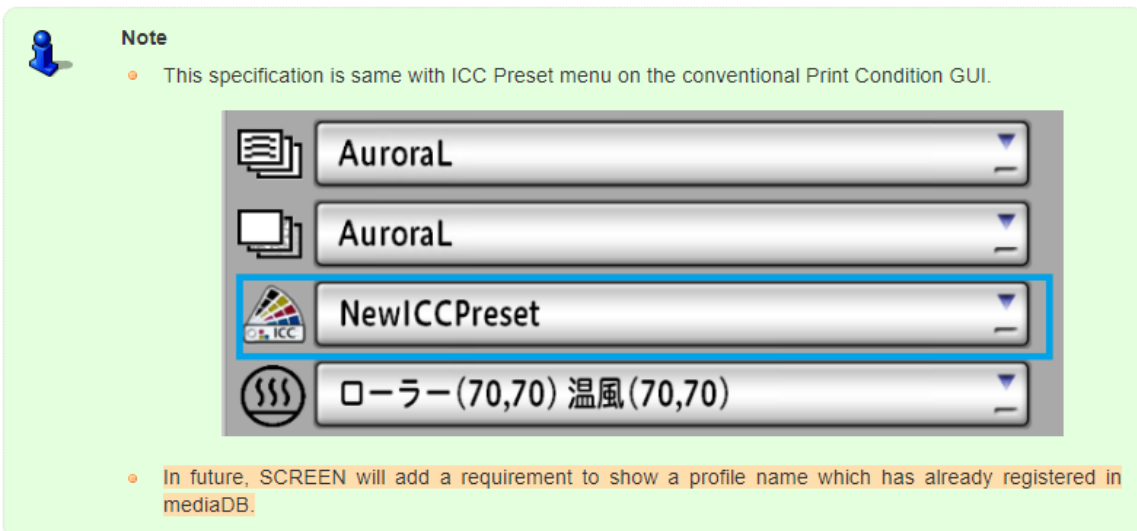 Note
This specification is same with ICC Preset menu on the conventional Print Condition GUI.
AuroraL
AuroraL
ICC
NewICCPreset
ローラー(70,70) 温風(70,70)
In future, SCREEN will add a requirement to show a profile name which has already registered in
mediaDB.